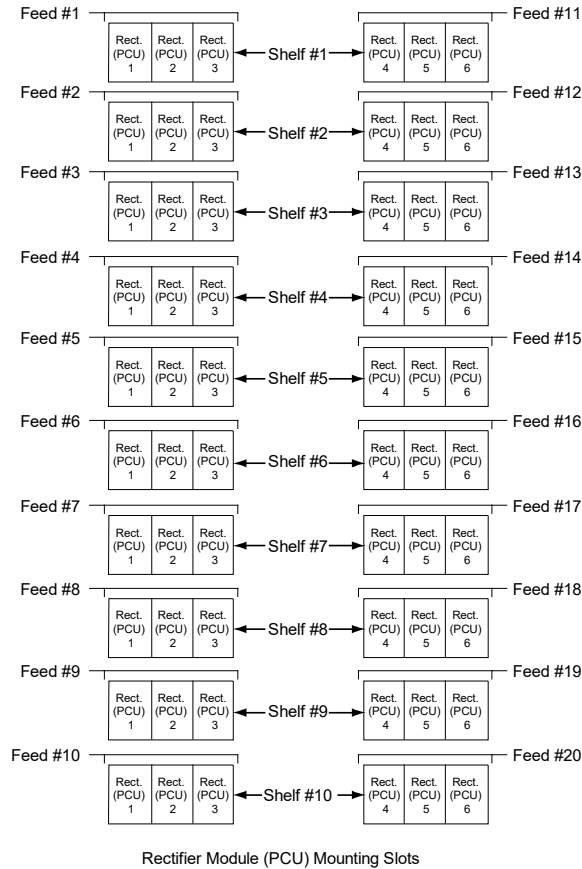 Feed #1 Feed #11
Rect. Rect. Rect. Rect. Rect. Rect.
(PCU) (PCU) (PCU) Shelf #1 (PCU) (PCU) (PCU)
1 2 3 4 5 6
Feed #2 Feed #12
Rect. Rect. Rect. Rect. Rect. Rect.
(PCU) (PCU) (PCU) Shelf #2 (PCU) (PCU) (PCU)
1 2 3 4 5 6
Feed #3 Feed #13
Rect. Rect. Rect. Rect. Rect. Rect.
(PCU) (PCU) (PCU) Shelf #3 (PCU) (PCU) (PCU)
1 2 3 4 5 6
Feed #4 Feed #14
Rect. Rect. Rect. Rect. Rect. Rect.
(PCU) (PCU) (PCU) Shelf #4 (PCU) (PCU) (PCU)
1 2 3 4 5 6
Feed #5 Feed #15
Rect. Rect. Rect. Rect. Rect. Rect.
(PCU) (PCU) (PCU) Shelf #5 (PCU) (PCU) (PCU)
1 2 3 4 5 6
Feed #6 Feed #16
Rect. Rect. Rect. Rect. Rect. Rect.
(PCU) (PCU) (PCU) Shelf #6 (PCU) (PCU) (PCU)
1 2 3 4 5 6
Feed #7 Feed #17
Rect. Rect. Rect. Rect. Rect. Rect.
(PCU) (PCU) (PCU) Shelf #7 (PCU) (PCU) (PCU)
1 2 3 4 5 6
Feed #8 Feed #18
Rect. Rect. Rect. Rect. Rect. Rect.
(PCU) (PCU) (PCU) Shelf #8 (PCU) (PCU) (PCU)
1 2 3 4 5 6
Feed #9 Feed #19
Rect. Rect. Rect. Rect. Rect. Rect.
(PCU) (PCU) (PCU) Shelf #9 (PCU) (PCU) (PCU)
1 2 3 4 5 6
Feed #10 Feed #20
Rect. Rect. Rect. Rect. Rect. Rect.
(PCU) (PCU) (PCU) Shelf #10 (PCU) (PCU) (PCU)
1 2 3 4 5 6
Rectifier Module (PCU) Mounting Slots